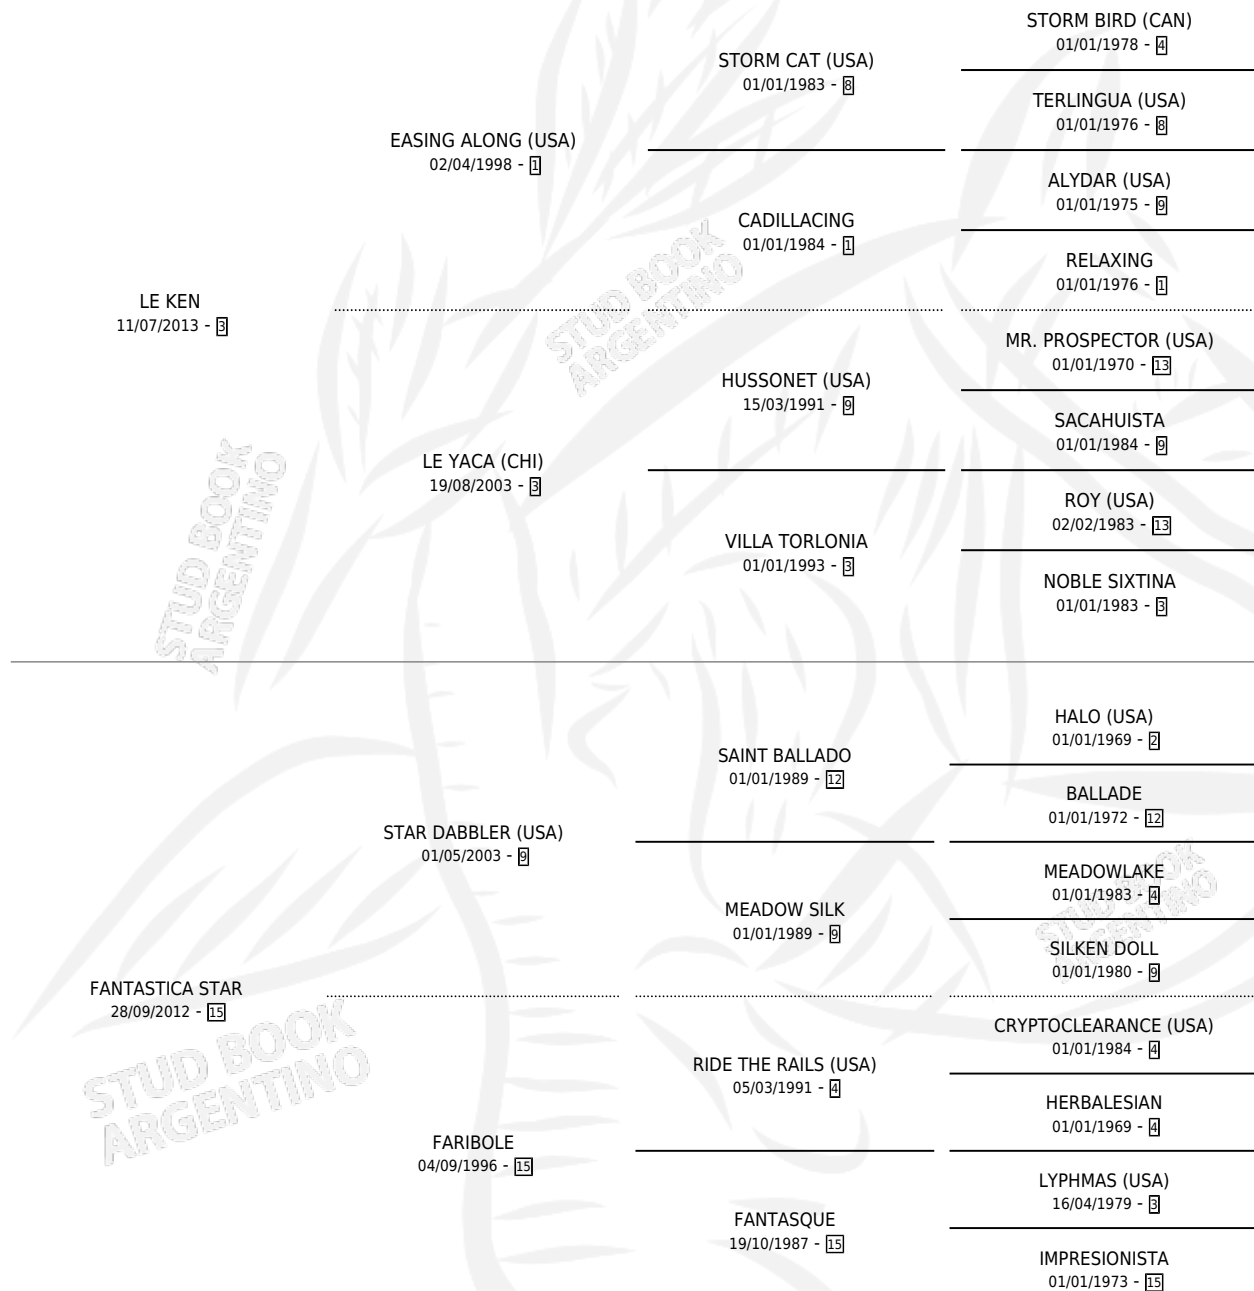 STORM BIRD (CAN)
01/01/1978 - 4
STORM CAT (USA)
01/01/1983 - 8
TERLINGUA (USA)
01/01/1976 - 8
EASING ALONG (USA)
02/04/1998 - 1
ALYDAR (USA)
01/01/1975 - 9
CADILLACING
01/01/1984 - 1
RELAXING
01/01/1976 - 1
LE KEN
11/07/2013 - 3
MR. PROSPECTOR (USA)
01/01/1970 - 13
HUSSONET (USA)
15/03/1991 - 9
SACAHUISTA
01/01/1984 - 9
LE YACA (CHI)
19/08/2003 - 3
ROY (USA)
02/02/1983 - 13
VILLA TORLONIA
01/01/1993 - 3
NOBLE SIXTINA
01/01/1983 - 3
HALO (USA)
01/01/1969 - 2
SAINT BALLADO
01/01/1989 - 12
BALLADE
01/01/1972 - 12
STAR DABBLER (USA)
01/05/2003 - 9
MEADOWLAKE
01/01/1983 - 4
MEADOW SILK
01/01/1989 - 9
SILKEN DOLL
01/01/1980 - 9
FANTASTICA STAR
28/09/2012 - 15
CRYPTOCLEARANCE (USA)
01/01/1984 - 4
RIDE THE RAILS (USA)
05/03/1991 - 4
HERBALESIAN
01/01/1969 - 4
FARIBOLE
04/09/1996 - 15
LYPHMAS (USA)
16/04/1979 - 3
FANTASQUE
19/10/1987 - 15
IMPRESIONISTA
01/01/1973 - 15
STUD BOOK
ARGENTINO
STUD BOOK
ARGENTINO
STUD BOOK
ARGENTINO
STUD BOOK
ARGENTINO